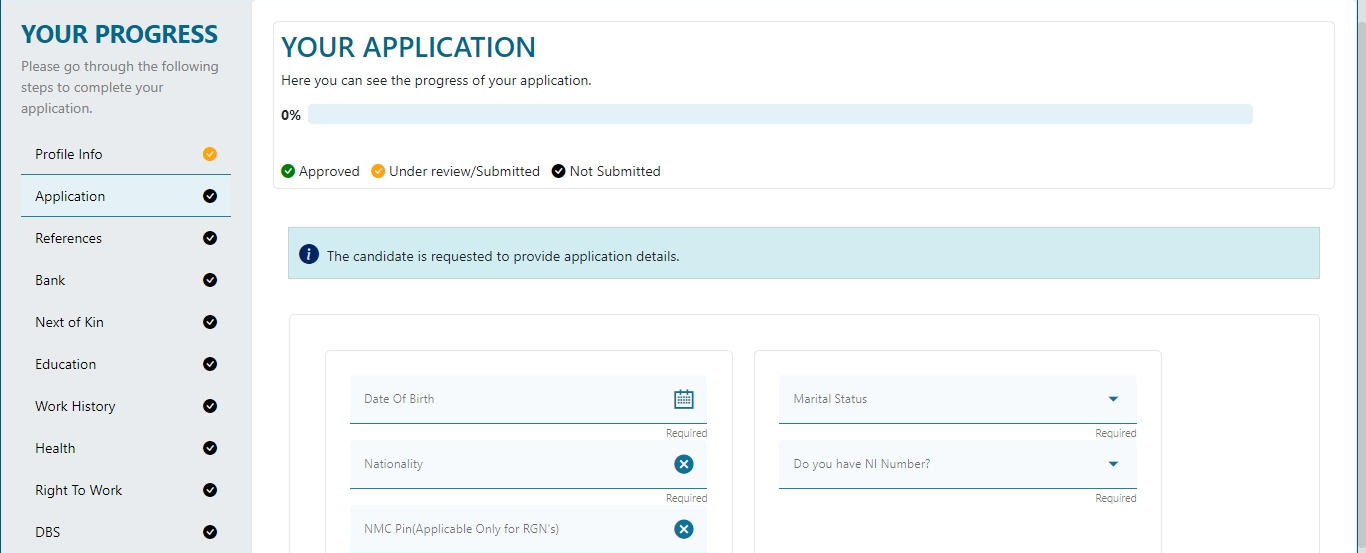 YOUR PROGRESS
Please go through the following
steps to complete your
application.
Profile Info
Application
References
Bank
Next of Kin
Education
Work History
Health
Right To Work
DBS
YOUR APPLICATION
Here you can see the progress of your application.
0%
Approved Under review/Submitted Not Submitted
The candidate is requested to provide application details.
Date Of Birth
Required
Nationality
Required
NMC Pin(Applicable Only for RGN's)
Marital Status
Required
Do you have NI Number?
Required